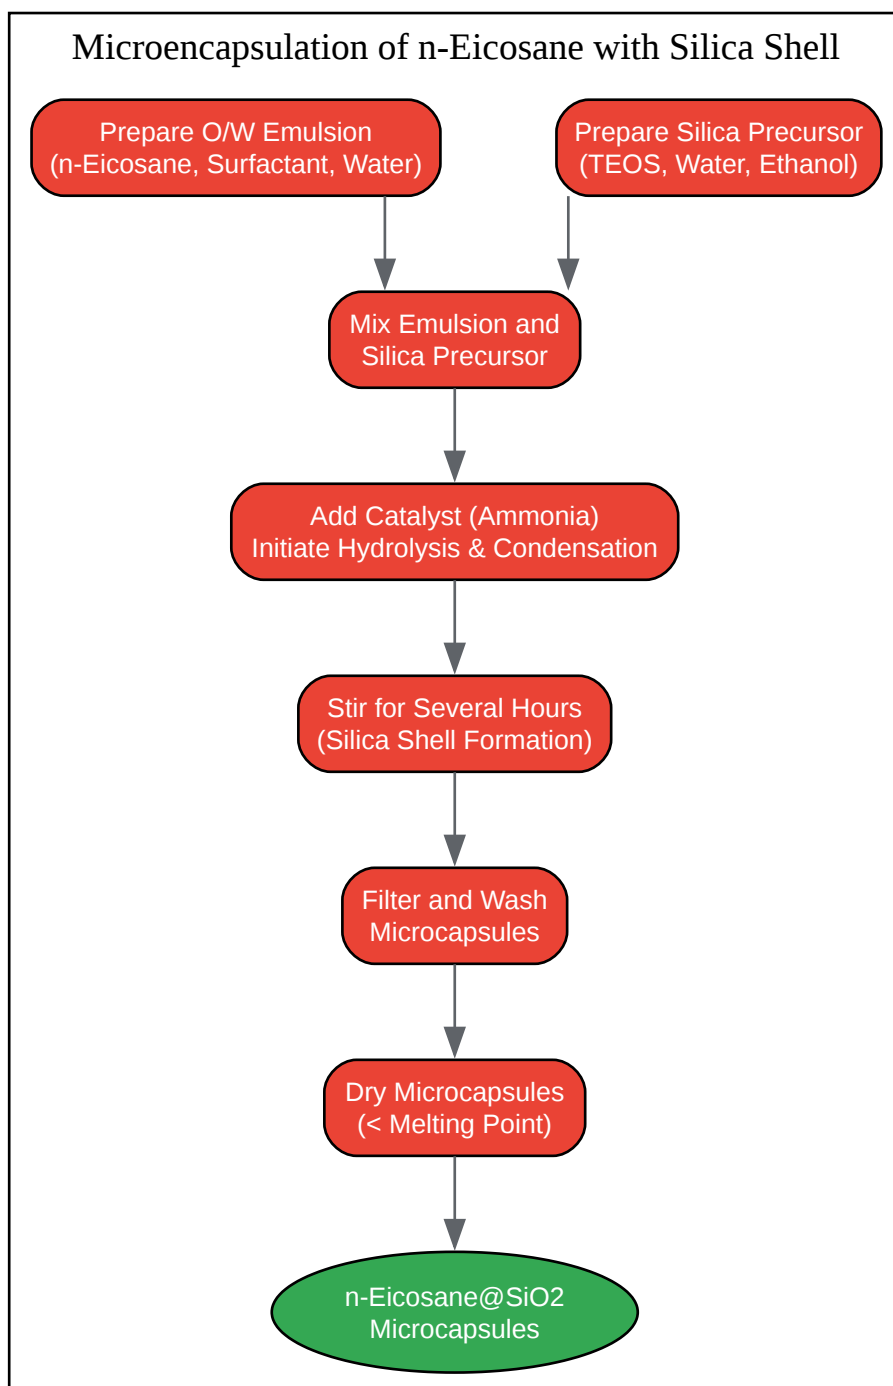 Microencapsulation of n-Eicosane with Silica Shell
Prepare O/W Emulsion
(n-Eicosane, Surfactant, Water)
Prepare Silica Precursor
(TEOS, Water, Ethanol)
Mix Emulsion and
Silica Precursor
Add Catalyst (Ammonia)
Initiate Hydrolysis & Condensation
Stir for Several Hours
(Silica Shell Formation)
Filter and Wash
Microcapsules
Dry Microcapsules
(< Melting Point)
n-Eicosane@SiO2
Microcapsules